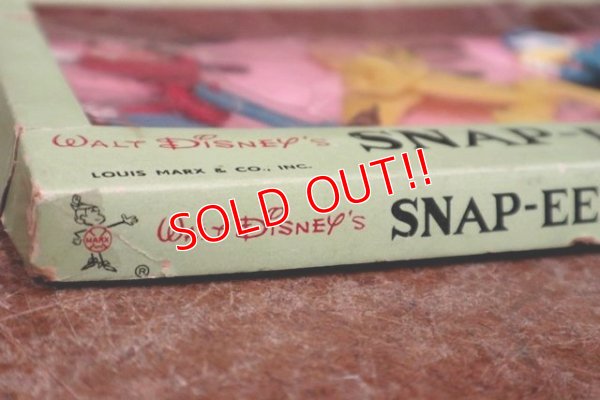 WALT DISNEY'S SNAP-
LOUIS MARX & CO., INC.
SOLD OUT!!
MARX
WALT DISNEY'S SNAP-EE
®